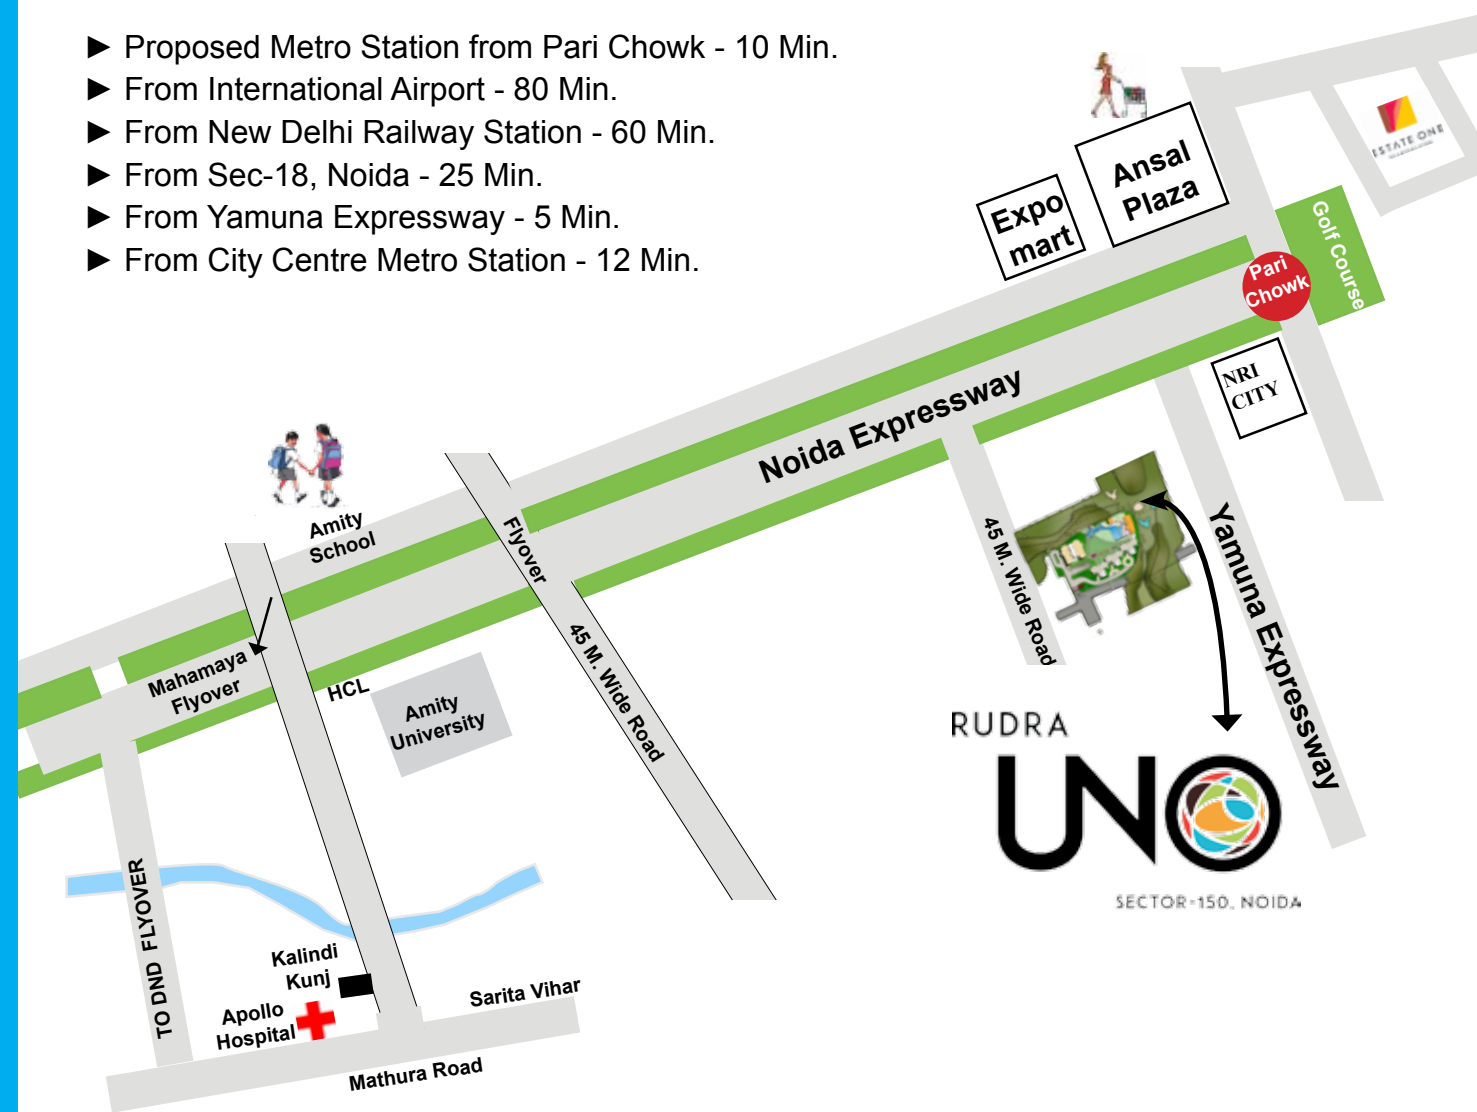 ► Proposed Metro Station from Pari Chowk - 10 Min.
► From International Airport - 80 Min.
► From New Delhi Railway Station - 60 Min.
► From Sec-18, Noida - 25 Min.
► From Yamuna Expressway - 5 Min.
► From City Centre Metro Station - 12 Min.
ESTATE ONE
Ansal
Plaza
Expo
mart
Golf Course
Pari
Chowk
NRI
CITY
Noida Expressway
Amity
School
Flyover
45 M. Wide Road
45 M. Wide Road
Yamuna Expressway
Mahamaya
Flyover
HCL
Amity
University
RUDRA
UNO
SECTOR-150, NOIDA
TO DND FLYOVER
Kalindi
Kunj
Apollo
Hospital
Sarita Vihar
Mathura Road